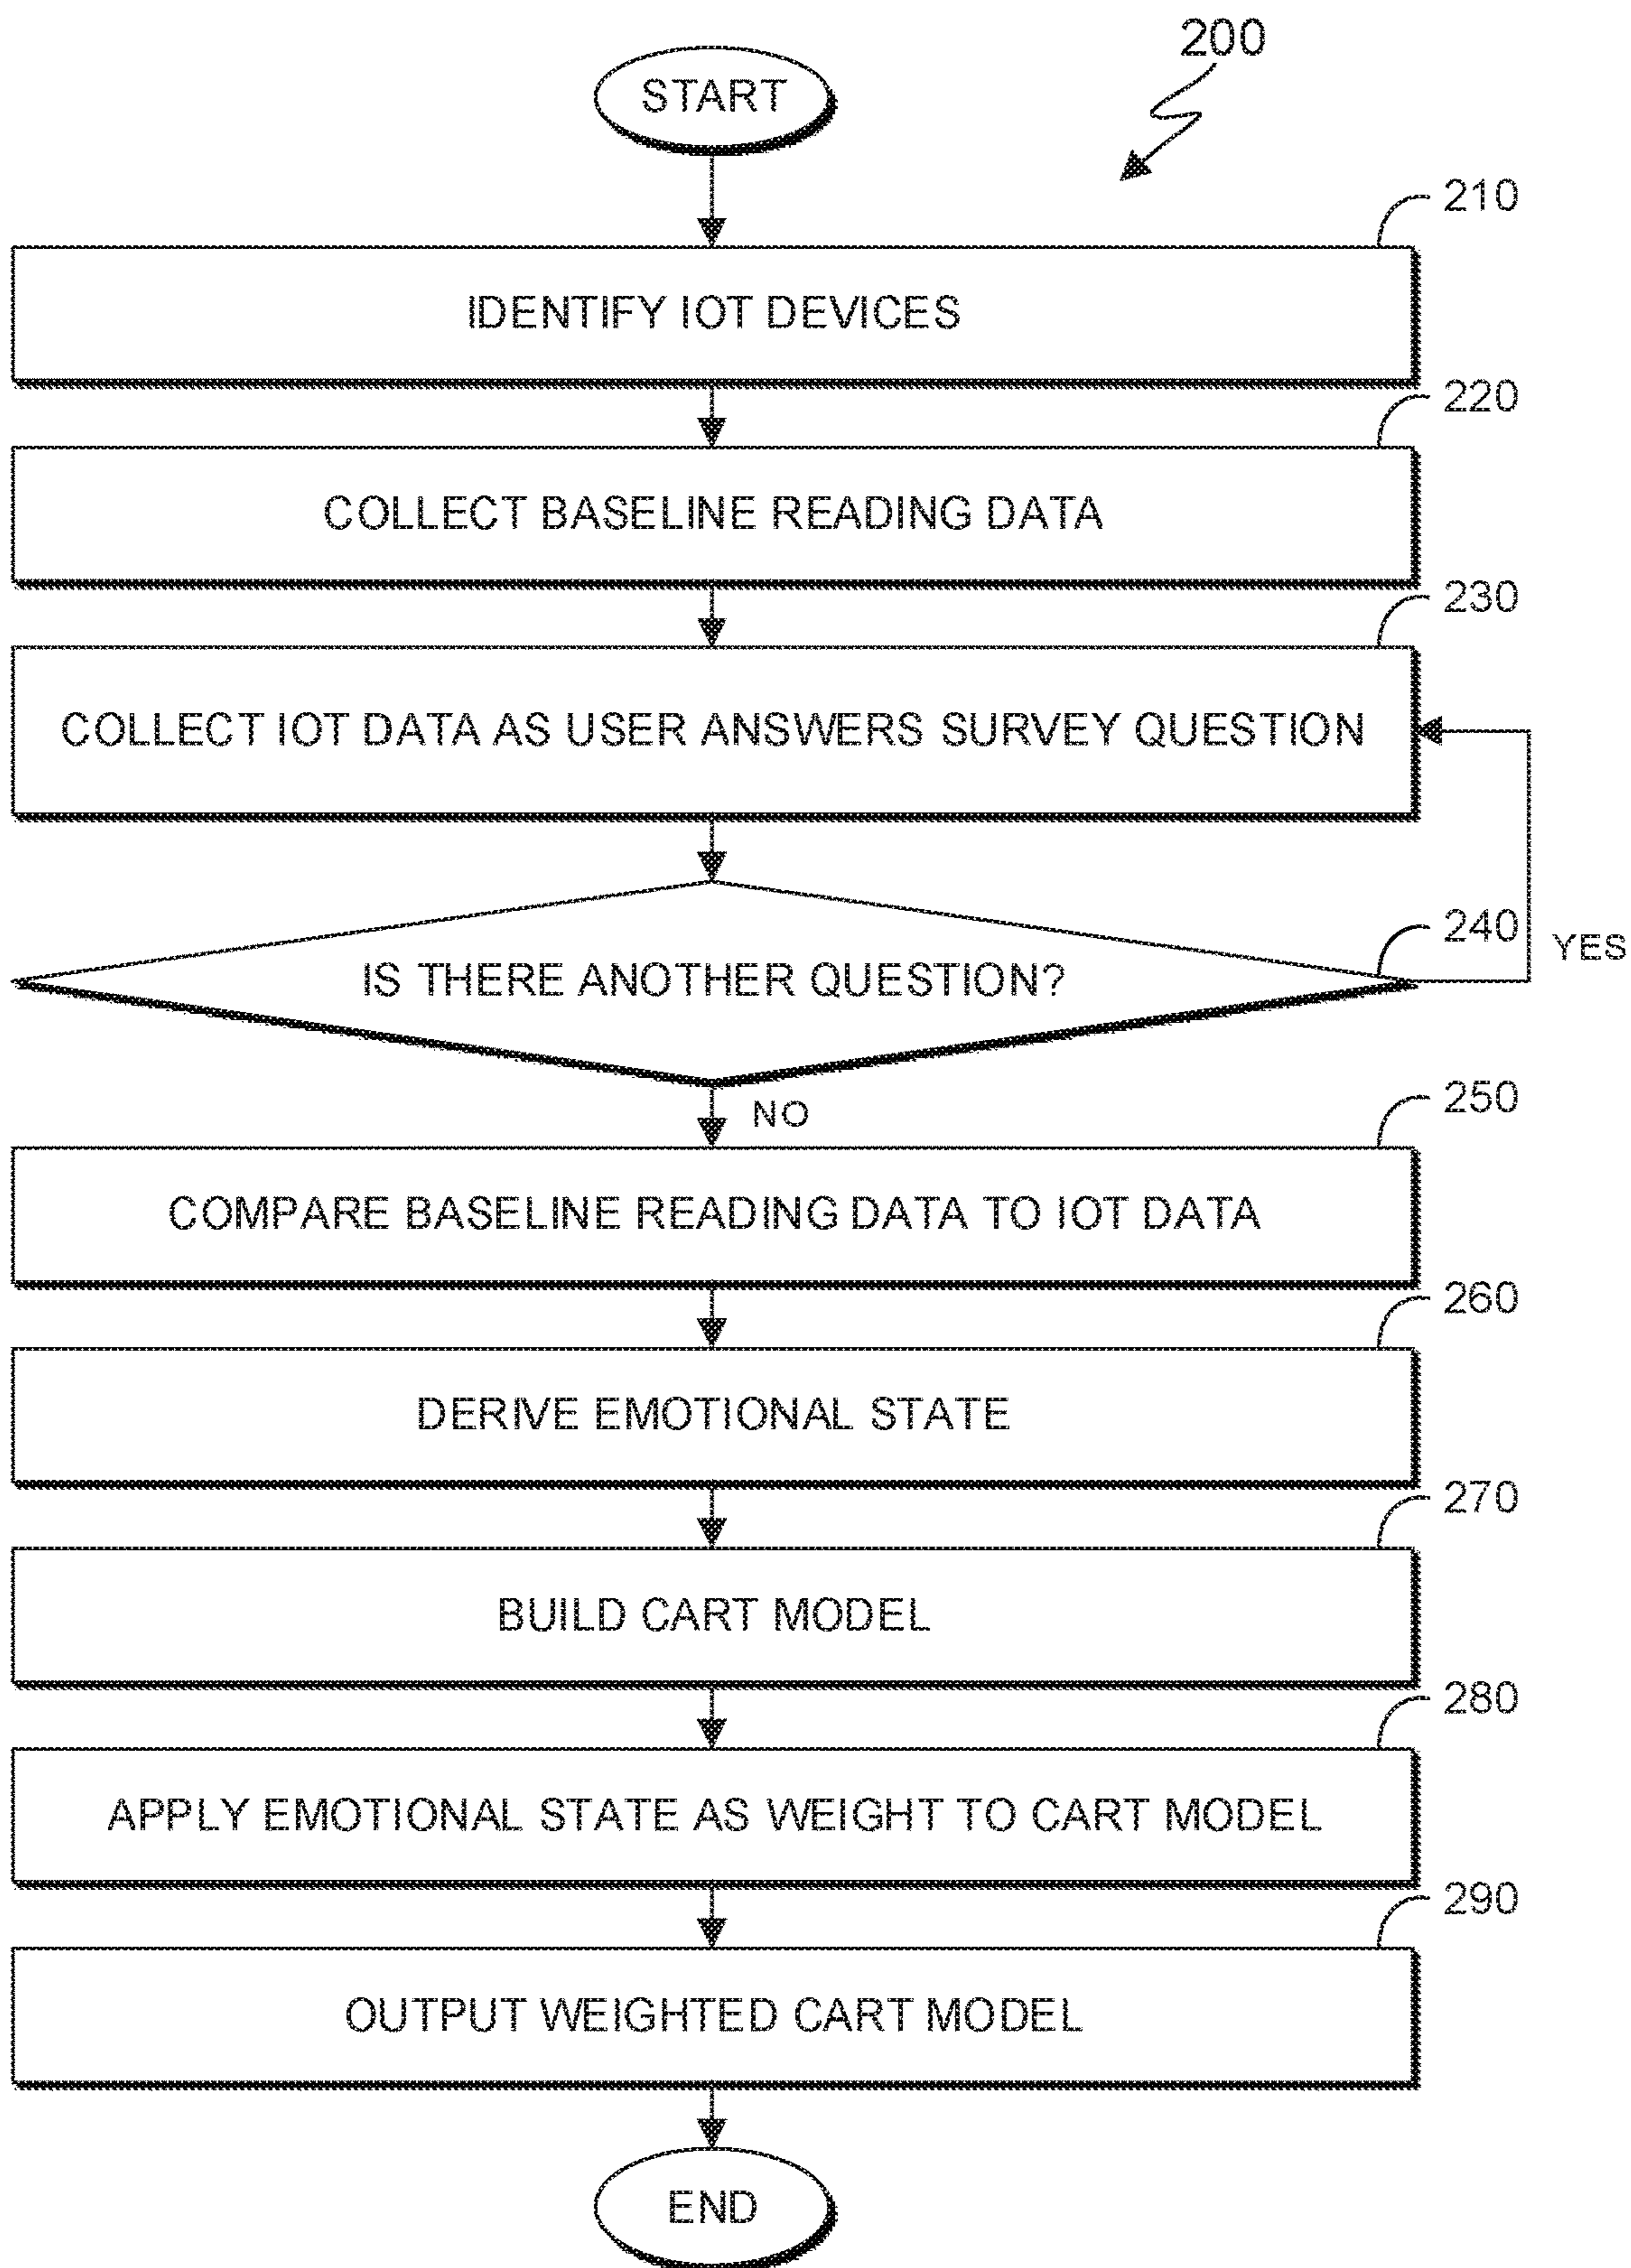 200
START
210
IDENTIFY IOT DEVICES
220
COLLECT BASELINE READING DATA
230
COLLECT IOT DATA AS USER ANSWERS SURVEY QUESTION
240
YES
IS THERE ANOTHER QUESTION?
NO
250
COMPARE BASELINE READING DATA TO IOT DATA
260
DERIVE EMOTIONAL STATE
270
BUILD CART MODEL
280
APPLY EMOTIONAL STATE AS WEIGHT TO CART MODEL
290
OUTPUT WEIGHTED CART MODEL
END